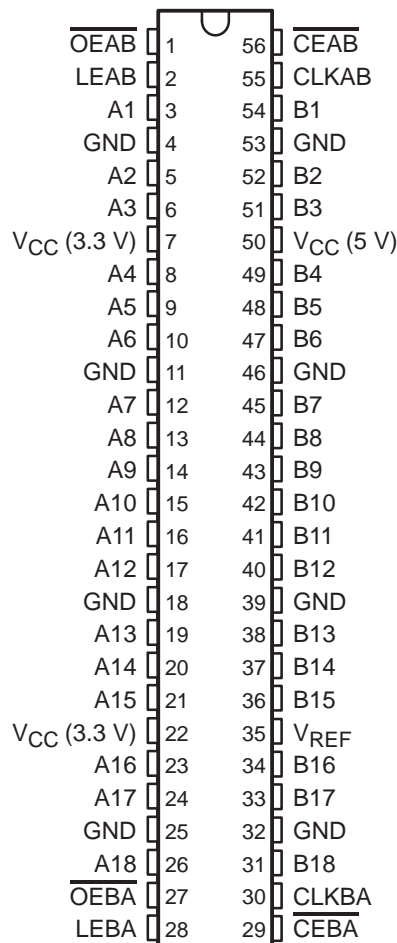 O̅E̅A̅B̅ 1 56 C̅E̅A̅B̅
LEAB 2 55 CLKAB
A1 3 54 B1
GND 4 53 GND
A2 5 52 B2
A3 6 51 B3
VCC (3.3 V) 7 50 VCC (5 V)
A4 8 49 B4
A5 9 48 B5
A6 10 47 B6
GND 11 46 GND
A7 12 45 B7
A8 13 44 B8
A9 14 43 B9
A10 15 42 B10
A11 16 41 B11
A12 17 40 B12
GND 18 39 GND
A13 19 38 B13
A14 20 37 B14
A15 21 36 B15
VCC (3.3 V) 22 35 VREF
A16 23 34 B16
A17 24 33 B17
GND 25 32 GND
A18 26 31 B18
O̅E̅B̅A̅ 27 30 CLKBA
LEBA 28 29 C̅E̅B̅A̅